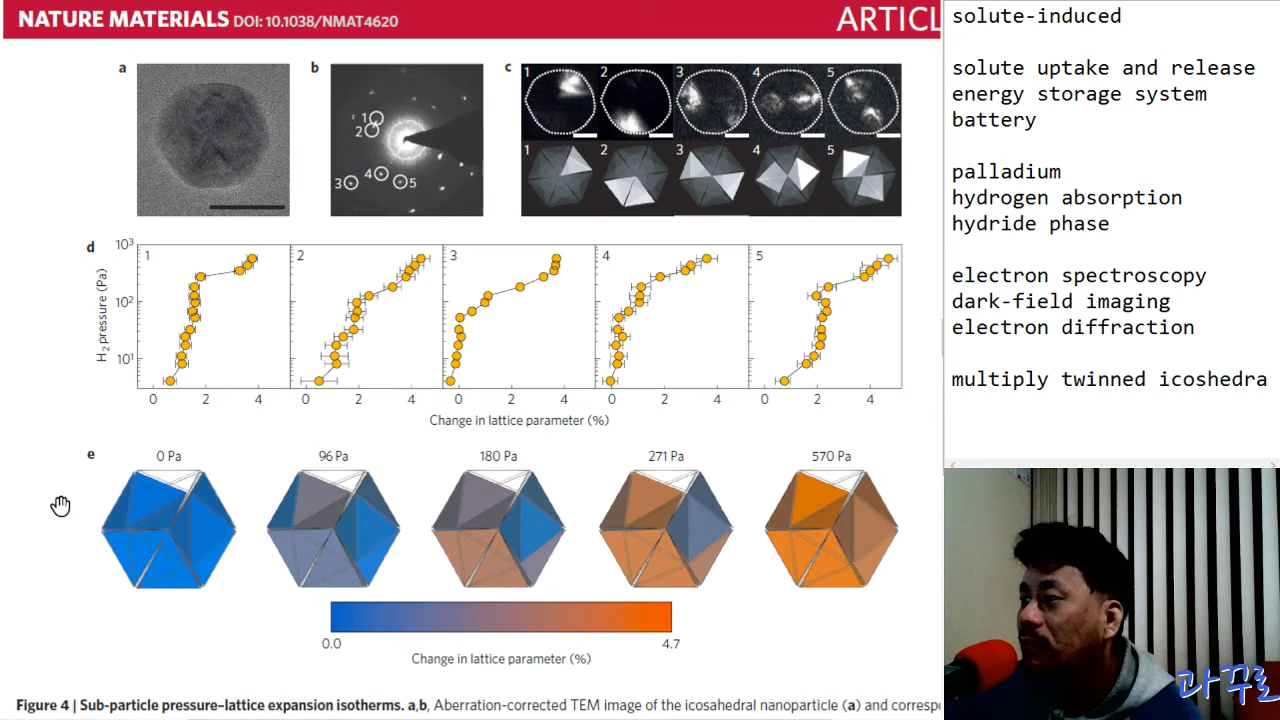 NATURE MATERIALS DOI: 10.1038/NMAT4620
ARTICL
a
b
1
2
3
4
5
c
1 2 3 4 5
1 2 3 4 5
d
H₂ pressure (Pa)
10³
10²
10¹
1 2 3 4 5
0 2 4 0 2 4 0 2 4 0 2 4 0 2 4
Change in lattice parameter (%)
e
0 Pa 96 Pa 180 Pa 271 Pa 570 Pa
0.0 4.7
Change in lattice parameter (%)
Figure 4 | Sub-particle pressure–lattice expansion isotherms. a,b, Aberration-corrected TEM image of the icosahedral nanoparticle (a) and correspo
solute-induced
solute uptake and release
energy storage system
battery
palladium
hydrogen absorption
hydride phase
electron spectroscopy
dark-field imaging
electron diffraction
multiply twinned icoshedra
과꾸로